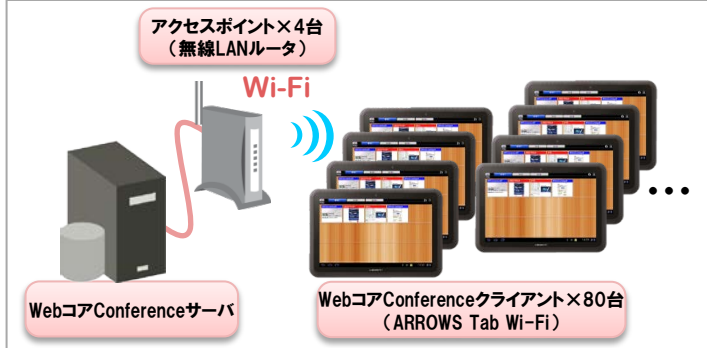 アクセスポイント×4台
（無線LANルータ）
Wi-Fi
WebコアConferenceサーバ
WebコアConferenceクライアント×80台
（ARROWS Tab Wi-Fi）
•••